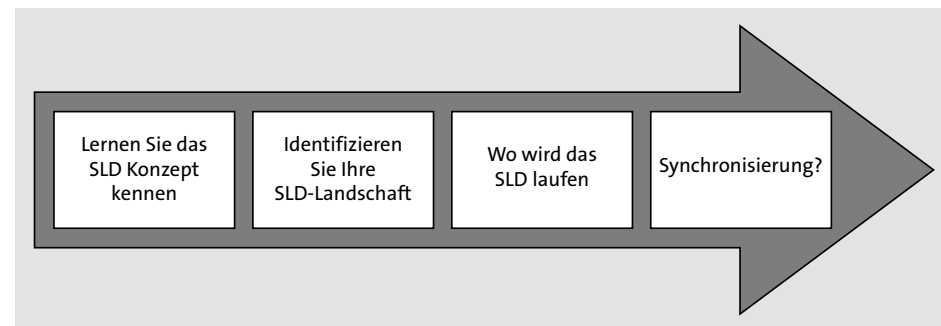 Lernen Sie das
SLD Konzept
kennen
Identifizieren
Sie Ihre
SLD-Landschaft
Wo wird das
SLD laufen
Synchronisierung?